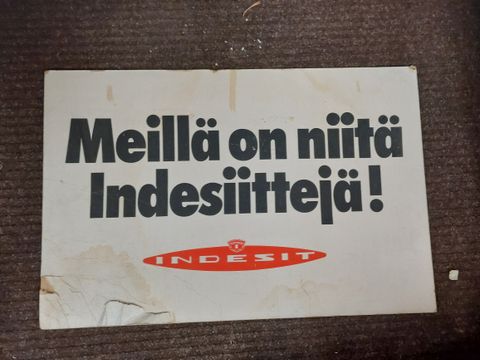 Meillä on niitä
Indesiittejä!
INDESIT